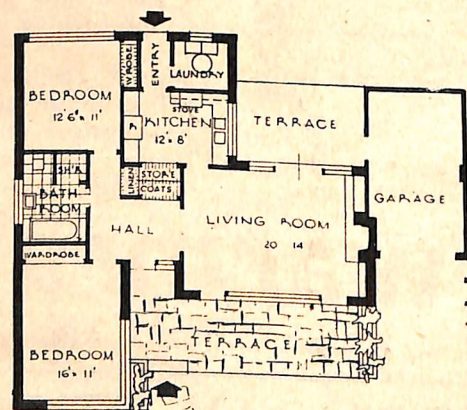 W'ROBE
ENTRY
LAUNDRY
BEDROOM
12'6" x 11'
STOVE
KITCHEN
12' x 8'
TERRACE
SH'R
BATH
ROOM
LINEN
STORE
COATS
GARAGE
LIVING ROOM
20 14
HALL
WARDROBE
TERRACE
BEDROOM
16' x 11'